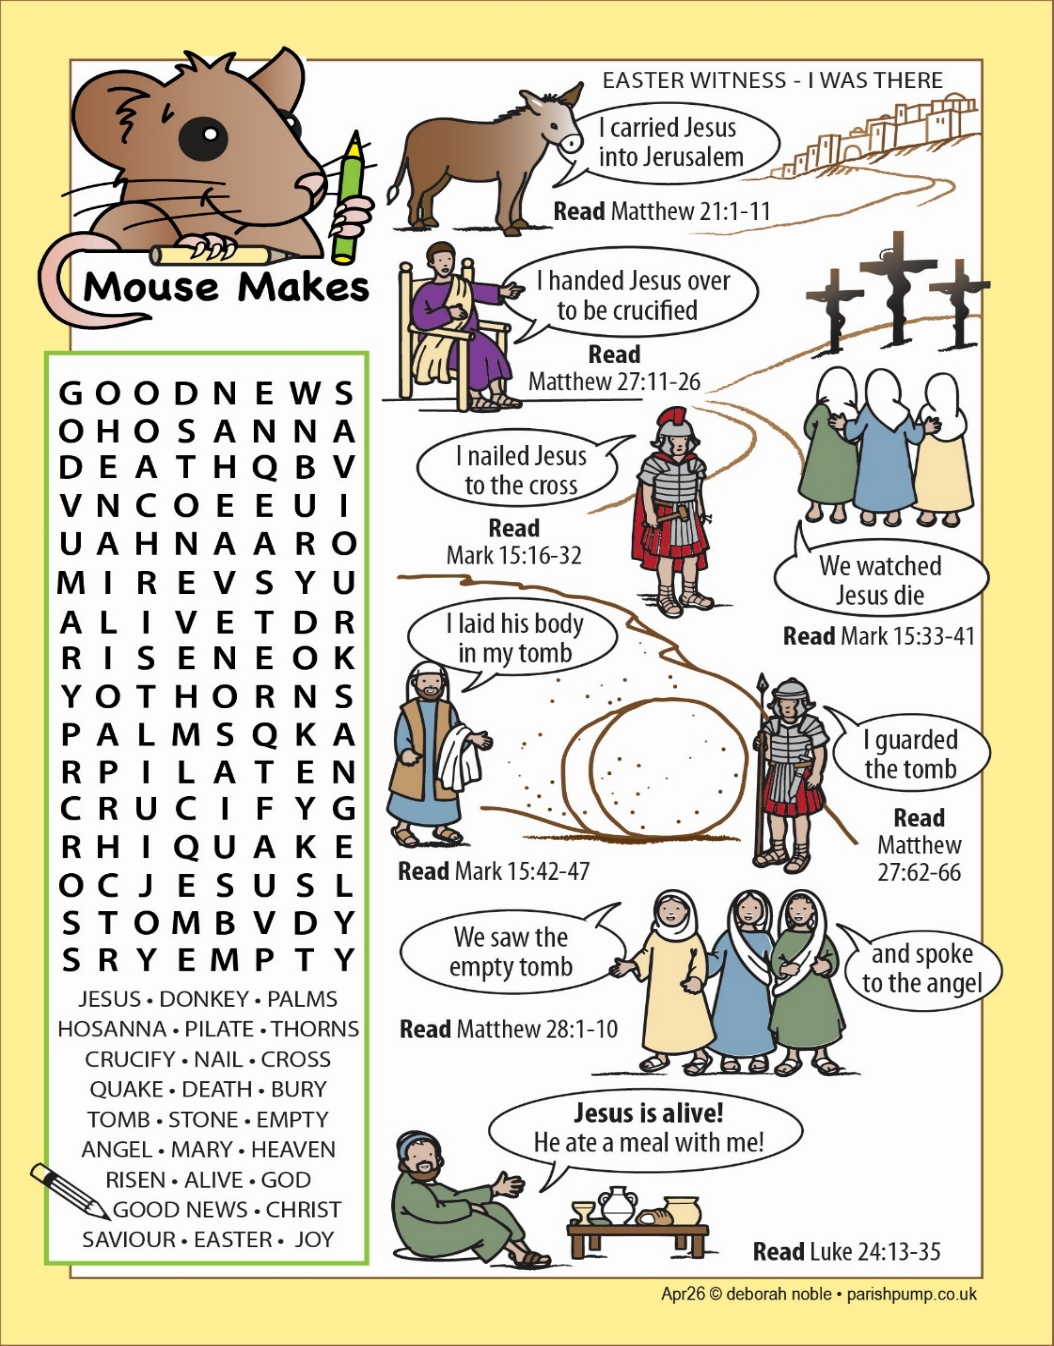 EASTER WITNESS - I WAS THERE
I carried Jesus
into Jerusalem
Read Matthew 21:1-11
Mouse Makes
I handed Jesus over
to be crucified
Read
Matthew 27:11-26
I nailed Jesus
to the cross
Read
Mark 15:16-32
We watched
Jesus die
Read Mark 15:33-41
I laid his body
in my tomb
Read Mark 15:42-47
I guarded
the tomb
Read
Matthew
27:62-66
We saw the
empty tomb
and spoke
to the angel
Read Matthew 28:1-10
Jesus is alive!
He ate a meal with me!
Read Luke 24:13-35
G O O D N E W S
O H O S A N N A
D E A T H Q B V
V N C O E E U I
U A H N A A R O
M I R E V S Y U
A L I V E T D R
R I S E N E O K
Y O T H O R N S
P A L M S Q K A
R P I L A T E N
C R U C I F Y G
R H I Q U A K E
O C J E S U S L
S T O M B V D Y
S R Y E M P T Y
JESUS • DONKEY • PALMS
HOSANNA • PILATE • THORNS
CRUCIFY • NAIL • CROSS
QUAKE • DEATH • BURY
TOMB • STONE • EMPTY
ANGEL • MARY • HEAVEN
RISEN • ALIVE • GOD
GOOD NEWS • CHRIST
SAVIOUR • EASTER • JOY
Apr26 © deborah noble • parishpump.co.uk